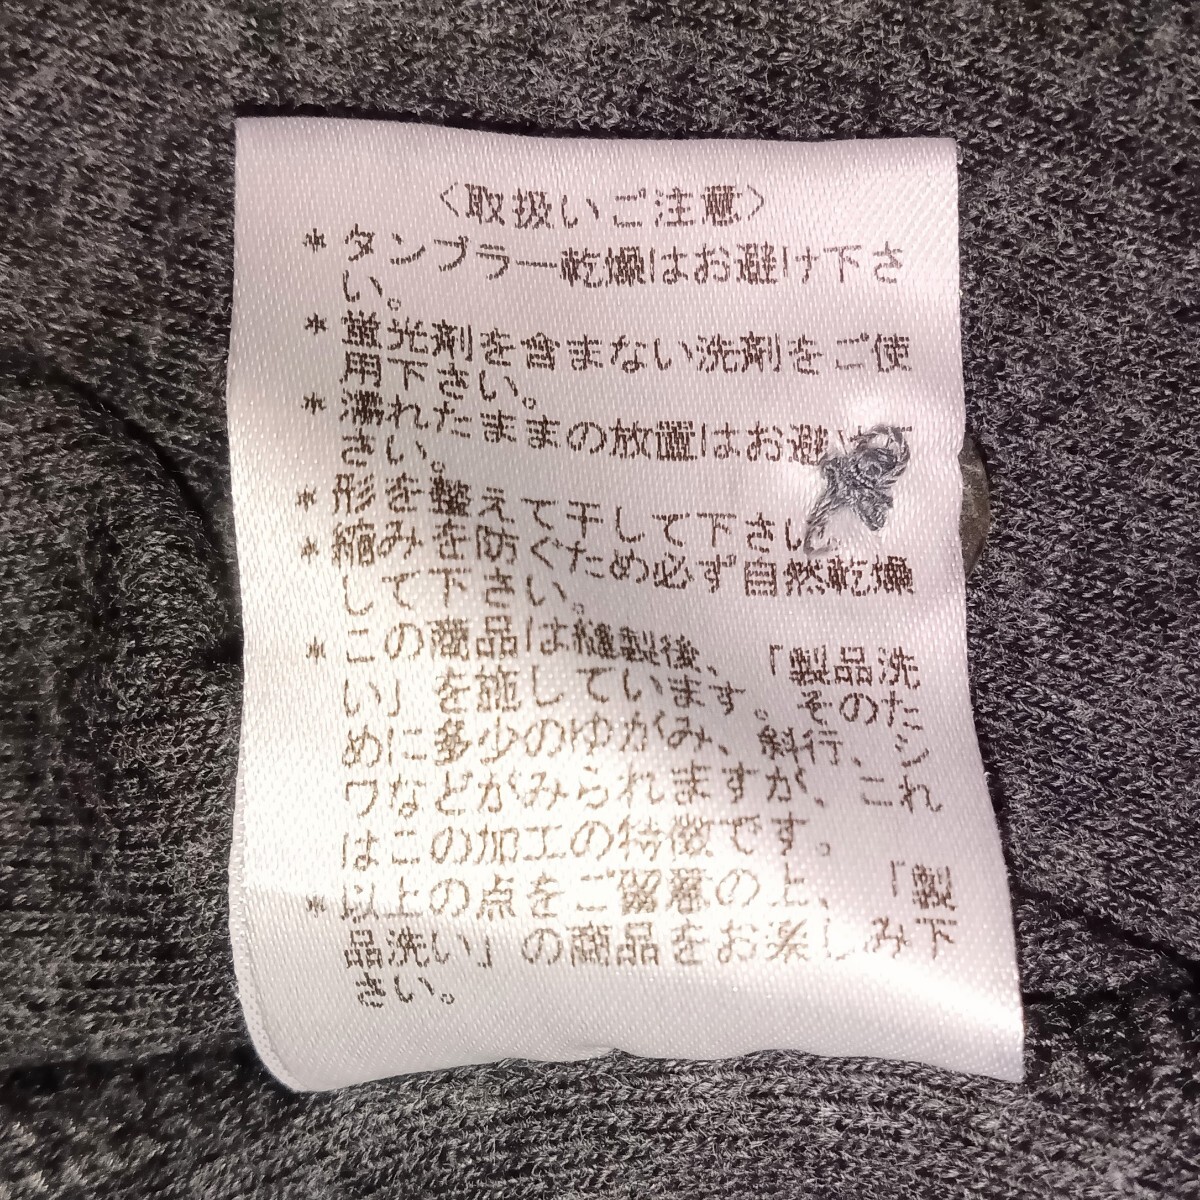 〈取扱いご注意〉
*タンブラー乾燥はお避け下さ
い。
*蛍光剤を含まない洗剤をご使
用下さい。
*濡れたままの放置はお避
さい。
*形を整えて干して下さい
*縮みを防ぐため必ず自然乾燥
して下さい。
*この商品は縫製後、「製品洗
い」を施しています。そのた
めに多少のゆがみ、斜行、シ
ワなどがみられますが、これ
はこの加工の特徴です。
*以上の点をご留意の上、「製
品洗い」の商品をお楽しみ下
さい。